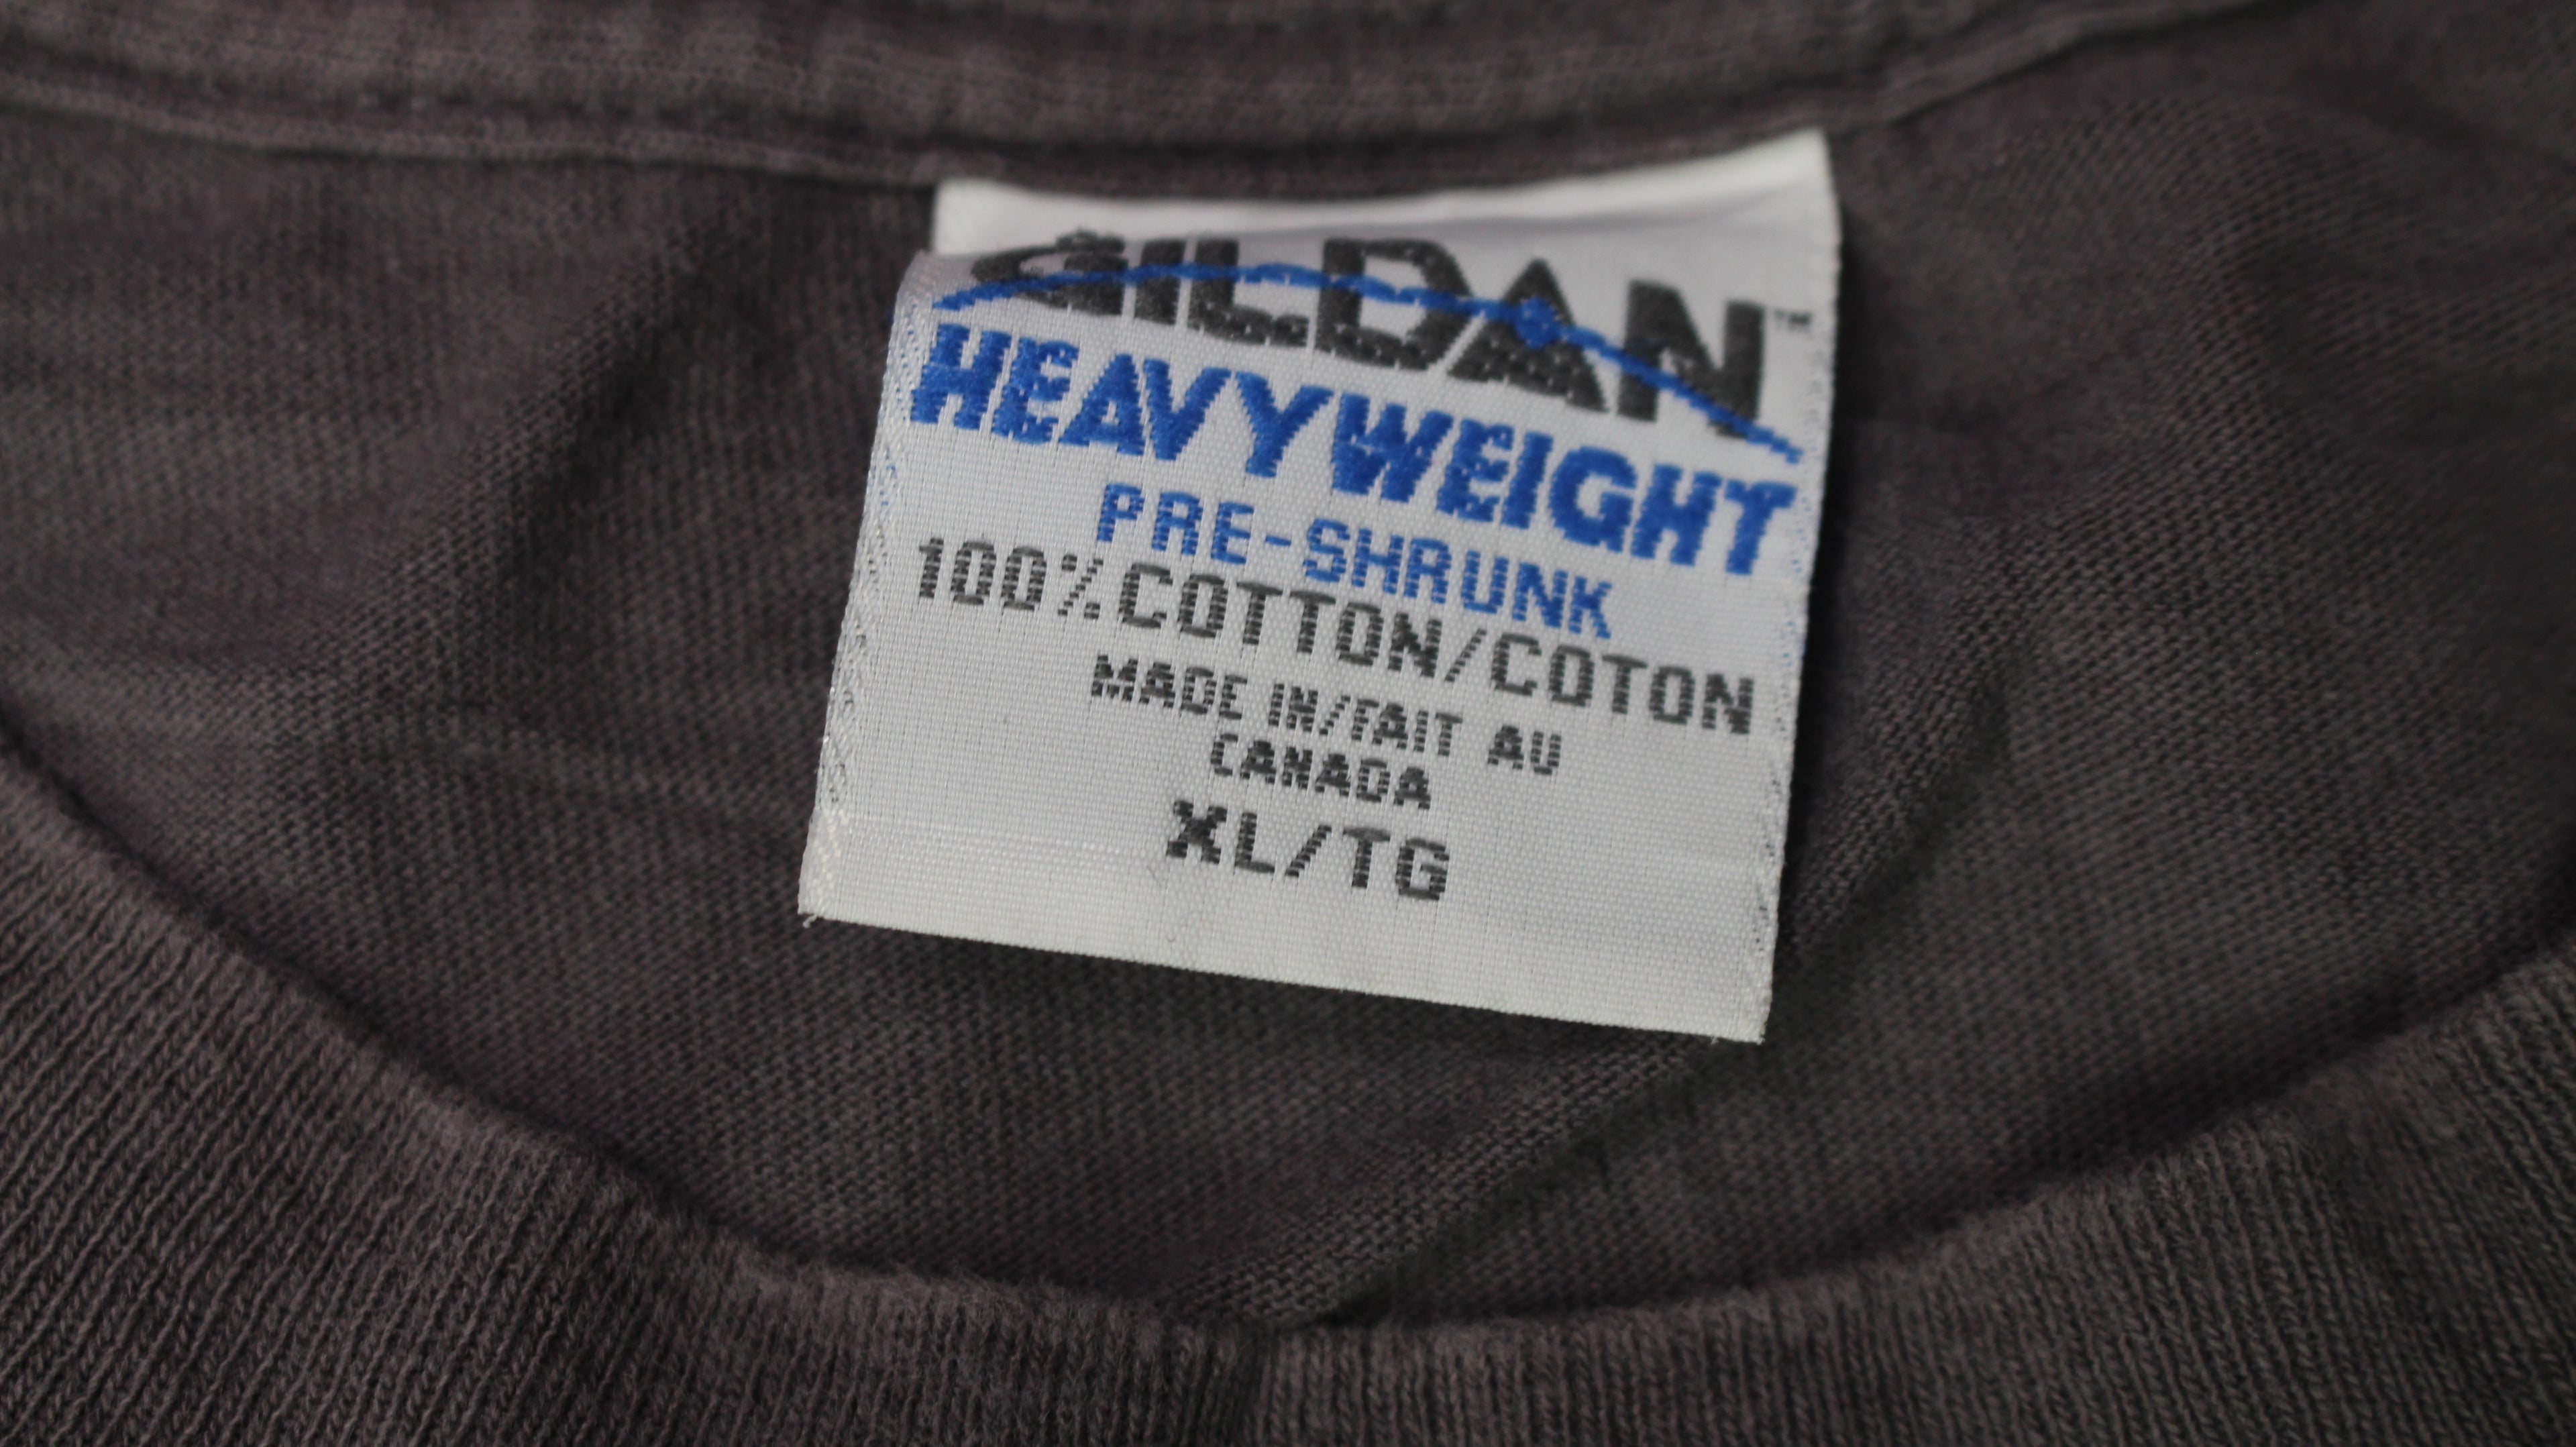 GILDAN™
HEAVYWEIGHT
PRE-SHRUNK
100% COTTON/COTON
MADE IN/FAIT AU
CANADA
XL/TG